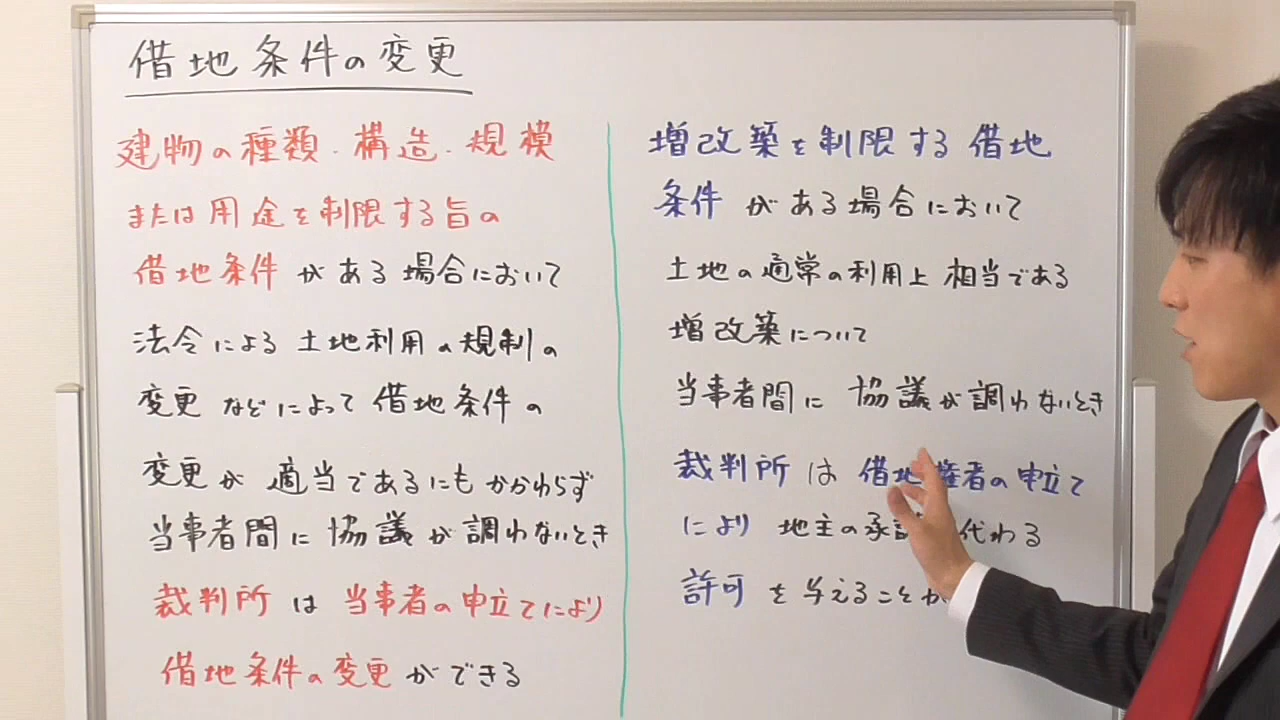 借地条件の変更
建物の種類・構造・規模
または用途を制限する旨の
借地条件がある場合において
法令による土地利用の規制の
変更などによって借地条件の
変更が適当であるにもかかわらず
当事者間に協議が調わないとき
裁判所は当事者の申立てにより
借地条件の変更ができる
増改築を制限する借地
条件がある場合において
土地の通常の利用上相当である
増改築について
当事者間に協議が調わないとき
裁判所は借地権者の申立て
により地主の承諾 代わる
許可を与えることが